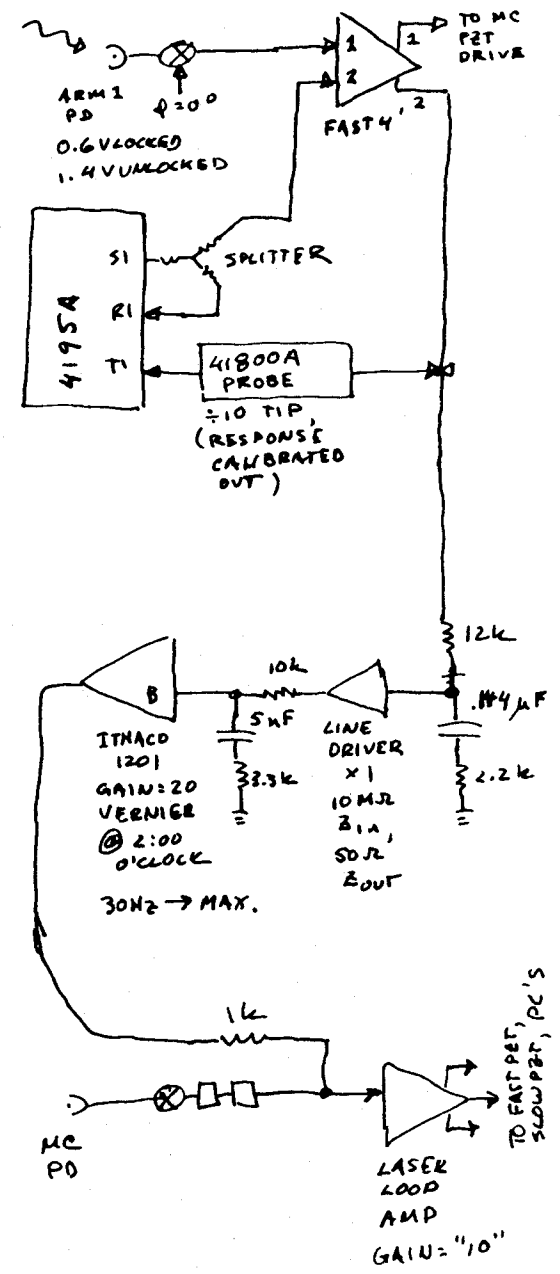 TO MC
PZT
DRIVE
1
2
1
2
FAST 4'
ARM 1
PD
φ=0°
0.6V LOCKED
1.4V UNLOCKED
4195A
S1
R1
T1
SPLITTER
41800A
PROBE
÷10 TIP,
(RESPONSE
CALIBRATED
OUT)
12k
10k
B
5nF
3.3k
ITHACO
1201
GAIN=20
VERNIER
@ 2:00
O'CLOCK
30HZ → MAX.
LINE
DRIVER
×1
10MΩ
Zin,
50Ω
ZOUT
4μF
2.2k
1k
MC
PD
LASER
LOOP
AMP
GAIN="10"
TO FAST PZT,
SLOW PZT, PC'S